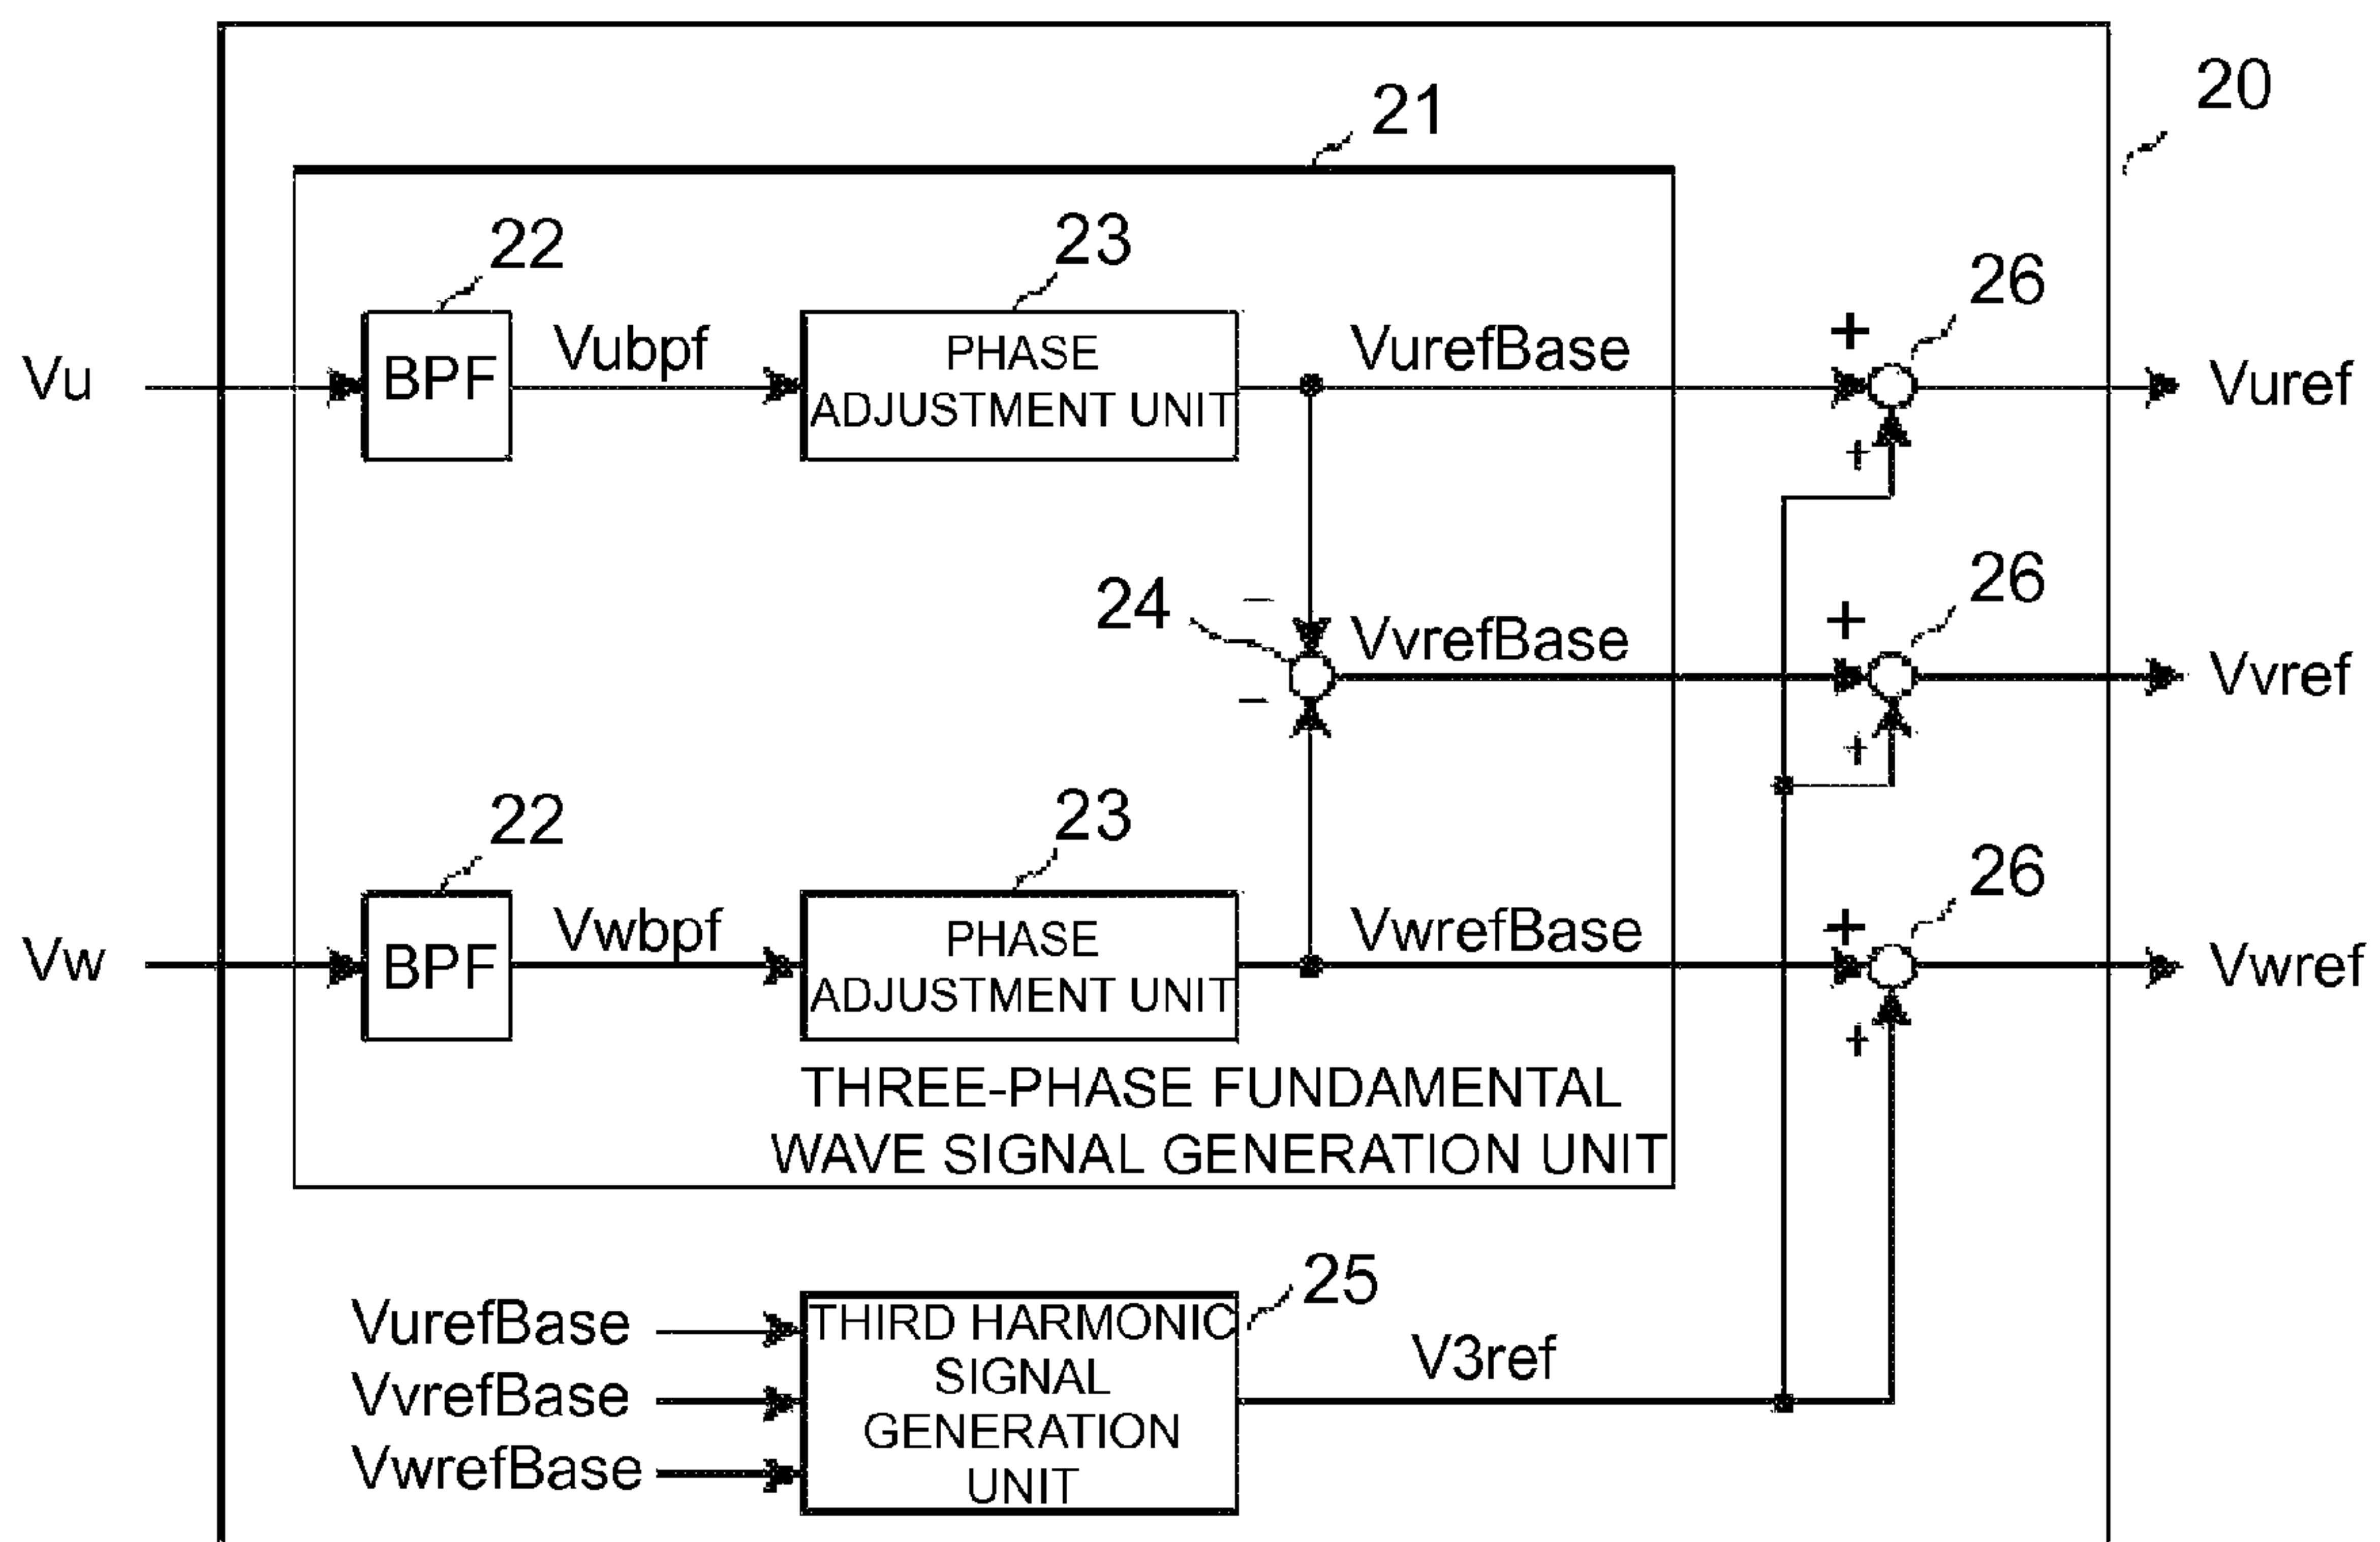 20
21
22
23
26
Vu
BPF
Vubpf
PHASE
ADJUSTMENT UNIT
VurefBase
+
+
Vuref
24
−
−
VvrefBase
26
+
+
Vvref
22
23
26
Vw
BPF
Vwbpf
PHASE
ADJUSTMENT UNIT
VwrefBase
+
+
Vwref
THREE-PHASE FUNDAMENTAL
WAVE SIGNAL GENERATION UNIT
25
VurefBase
VvrefBase
VwrefBase
THIRD HARMONIC
SIGNAL
GENERATION
UNIT
V3ref